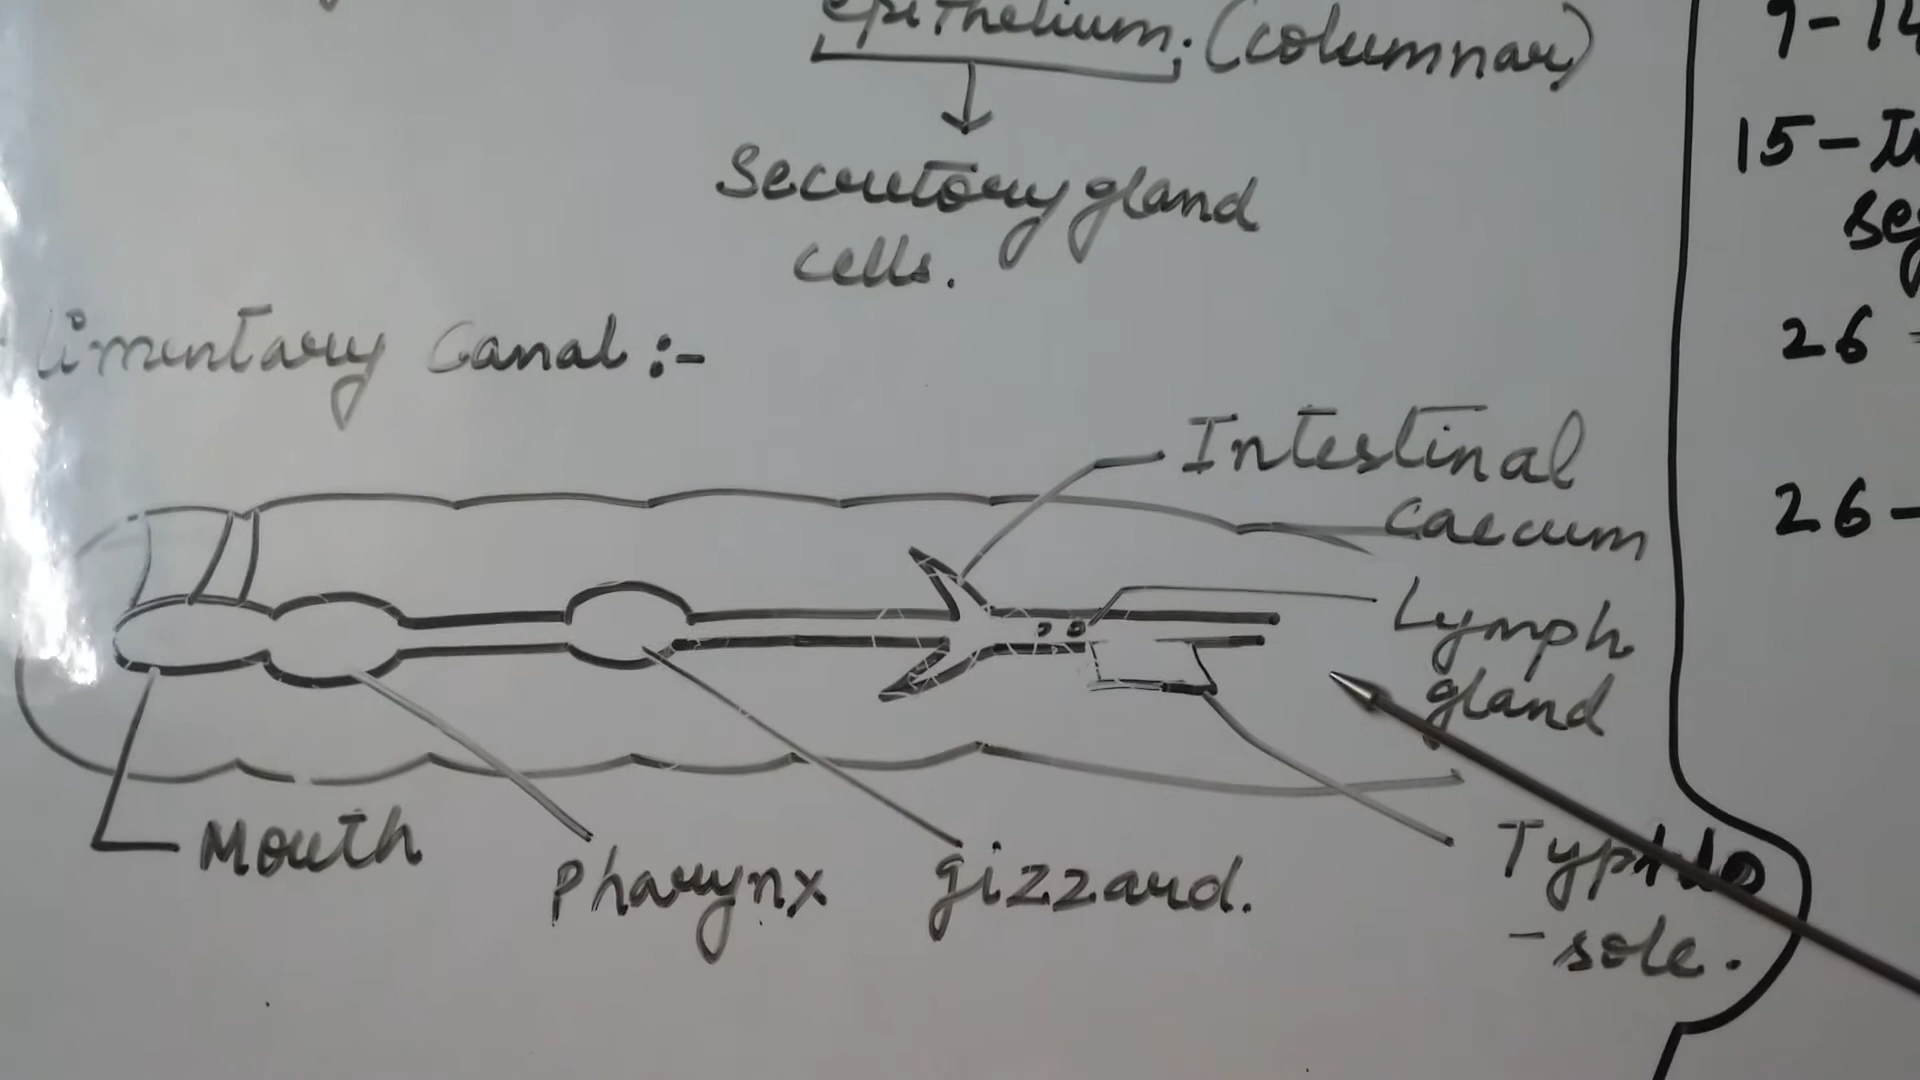 epithelium. (columnar)
Secretory gland
cells.
limentary Canal :-
Intestinal
caecum
Lymph
gland
Mouth
Pharynx
gizzard.
-sole.
9-14
15-
26
26-